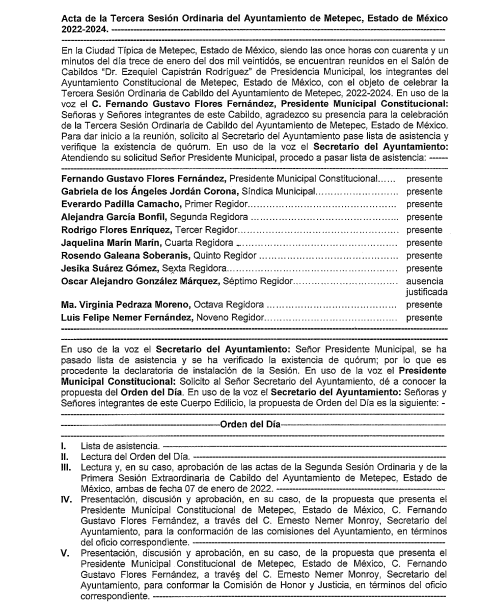 Acta de la Tercera Sesión Ordinaria del Ayuntamiento de Metepec, Estado de México
2022-2024. ------------------------------------------------------------
------------------------------------------------------------
En la Ciudad Típica de Metepec, Estado de México, siendo las once horas con cuarenta y un
minutos del día trece de enero del dos mil veintidós, se encuentran reunidos en el Salón de
Cabildos "Dr. Ezequiel Capistrán Rodríguez" de Presidencia Municipal, los integrantes del
Ayuntamiento Constitucional de Metepec, Estado de México, con el objeto de celebrar la
Tercera Sesión Ordinaria de Cabildo del Ayuntamiento de Metepec, 2022-2024. En uso de la
voz el C. Fernando Gustavo Flores Fernández, Presidente Municipal Constitucional:
Señoras y Señores integrantes de este Cabildo, agradezco su presencia para la celebración
de la Tercera Sesión Ordinaria de Cabildo del Ayuntamiento de Metepec, Estado de México.
Para dar inicio a la reunión, solicito al Secretario del Ayuntamiento pase lista de asistencia y
verifique la existencia de quórum. En uso de la voz el Secretario del Ayuntamiento:
Atendiendo su solicitud Señor Presidente Municipal, procedo a pasar lista de asistencia: ------
------------------------------------------------------------
Fernando Gustavo Flores Fernández, Presidente Municipal Constitucional...... presente
Gabriela de los Ángeles Jordán Corona, Síndica Municipal........................ presente
Everardo Padilla Camacho, Primer Regidor........................................ presente
Alejandra García Bonfil, Segunda Regidora ........................................ presente
Rodrigo Flores Enríquez, Tercer Regidor........................................ presente
Jaquelina Marín Marín, Cuarta Regidora ........................................ presente
Rosendo Galeana Soberanis, Quinto Regidor ........................................ presente
Jesika Suárez Gómez, Sexta Regidora........................................ presente
Oscar Alejandro González Márquez, Séptimo Regidor........................ ausencia
justificada
Ma. Virginia Pedraza Moreno, Octava Regidora ........................................ presente
Luis Felipe Nemer Fernández, Noveno Regidor........................................ presente
------------------------------------------------------------
En uso de la voz el Secretario del Ayuntamiento: Señor Presidente Municipal, se ha
pasado lista de asistencia y se ha verificado la existencia de quórum; por lo que es
procedente la declaratoria de instalación de la Sesión. En uso de la voz el Presidente
Municipal Constitucional: Solicito al Señor Secretario del Ayuntamiento, dé a conocer la
propuesta del Orden del Día. En uso de la voz el Secretario del Ayuntamiento: Señoras y
Señores integrantes de este Cuerpo Edilicio, la propuesta de Orden del Día es la siguiente: -
------------------------------------------------------------
------------------------------Orden del Día------------------------------
------------------------------------------------------------
I. Lista de asistencia. ------------------------------------------------------------
II. Lectura del Orden del Día. ------------------------------------------------------------
III. Lectura y, en su caso, aprobación de las actas de la Segunda Sesión Ordinaria y de la
Primera Sesión Extraordinaria de Cabildo del Ayuntamiento de Metepec, Estado de
México, ambas de fecha 07 de enero de 2022. ------------------------------
IV. Presentación, discusión y aprobación, en su caso, de la propuesta que presenta el
Presidente Municipal Constitucional de Metepec, Estado de México, C. Fernando
Gustavo Flores Fernández, a través del C. Ernesto Nemer Monroy, Secretario del
Ayuntamiento, para la conformación de las comisiones del Ayuntamiento, en términos
del oficio correspondiente. ------------------------------------------------------------
V. Presentación, discusión y aprobación, en su caso, de la propuesta que presenta el
Presidente Municipal Constitucional de Metepec, Estado de México, C. Fernando
Gustavo Flores Fernández, a través del C. Ernesto Nemer Monroy, Secretario del
Ayuntamiento, para conformar la Comisión de Honor y Justicia, en términos del oficio
correspondiente. ------------------------------------------------------------